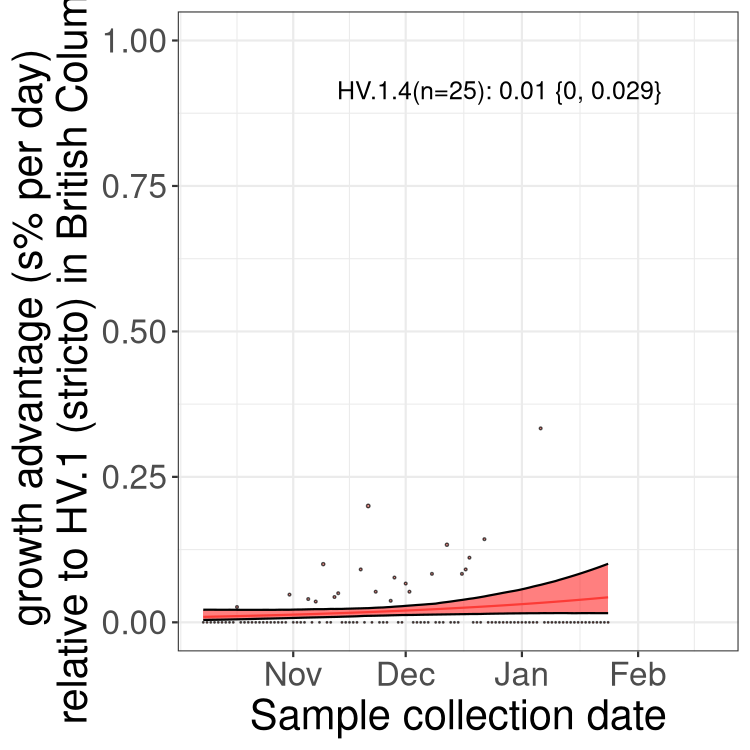 growth advantage (s% per day)
relative to HV.1 (stricto) in British Colum
1.00
0.75
0.50
0.25
0.00
HV.1.4(n=25): 0.01 {0, 0.029}
Nov Dec Jan Feb
Sample collection date